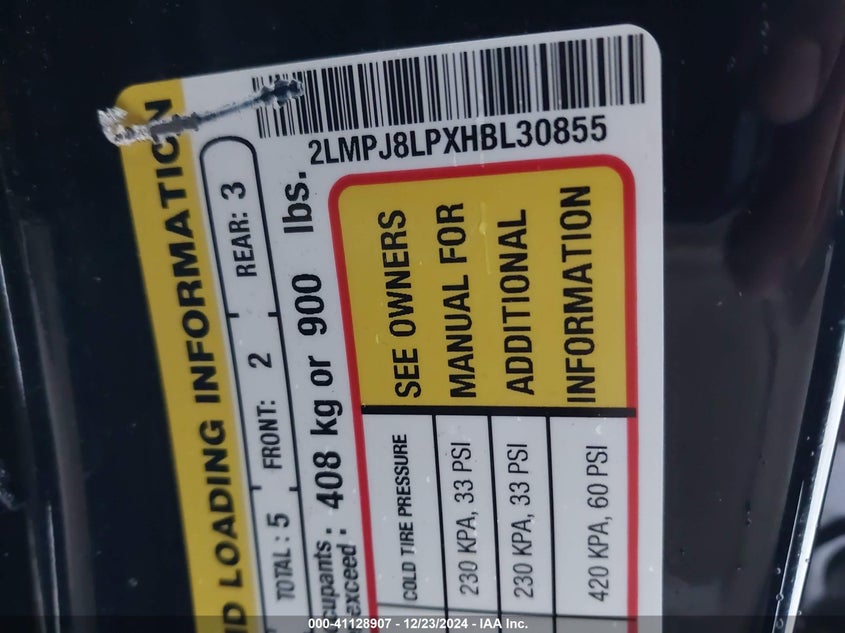 ND LOADING INFORMATION
TOTAL: 5 FRONT: 2 REAR: 3
cupants
exceed: 408 kg or 900 lbs.
2LMPJ8LPXHBL30855
COLD TIRE PRESSURE
230 KPA, 33 PSI
230 KPA, 33 PSI
420 KPA, 60 PSI
SEE OWNERS
MANUAL FOR
ADDITIONAL
INFORMATION
000-41128907 - 12/23/2024 - IAA Inc.